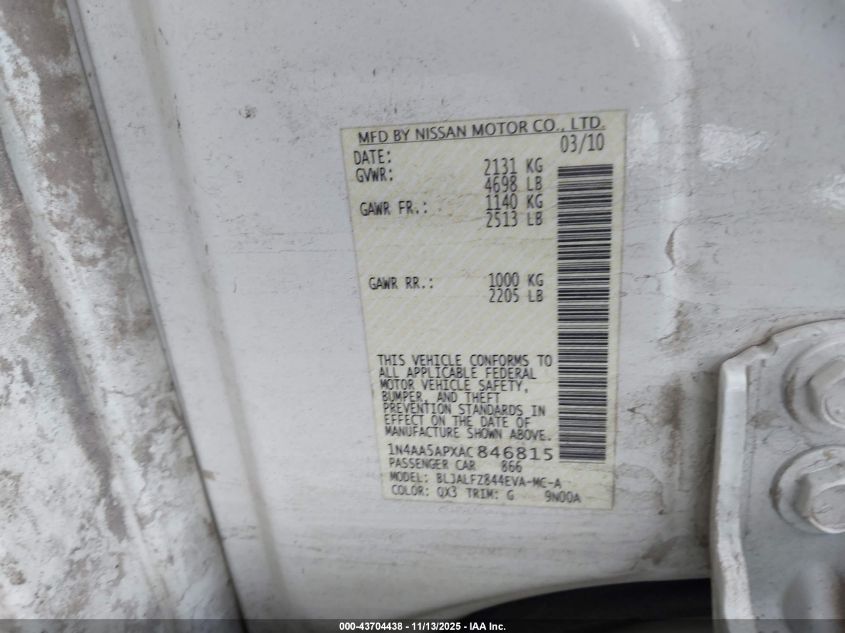 MFD BY NISSAN MOTOR CO., LTD.
DATE: 03/10
GVWR: 2131 KG
4698 LB
GAWR FR.: 1140 KG
2513 LB
GAWR RR.: 1000 KG
2205 LB
THIS VEHICLE CONFORMS TO
ALL APPLICABLE FEDERAL
MOTOR VEHICLE SAFETY,
BUMPER, AND THEFT
PREVENTION STANDARDS IN
EFFECT ON THE DATE OF
MANUFACTURE SHOWN ABOVE.
1N4AA5APXAC846815
PASSENGER CAR 866
MODEL: BLJALFZ844EVA-MC-A
COLOR: QX3 TRIM: G 9N00A
000-43704438 - 11/13/2025 - IAA Inc.